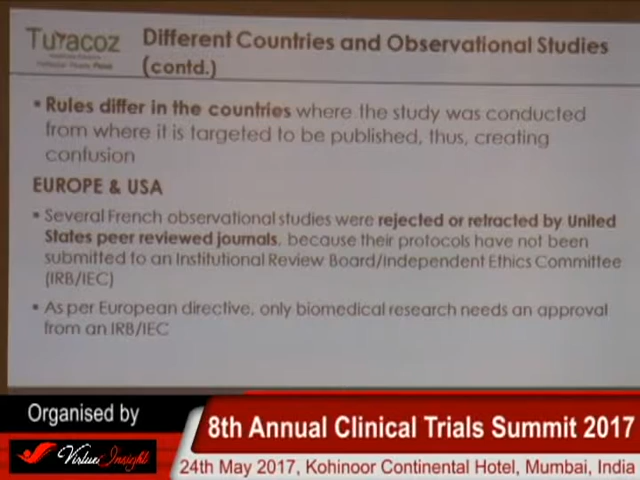 Turacoz
Different Countries and Observational Studies
(contd.)
▪ Rules differ in the countries where the study was conducted
from where it is targeted to be published, thus, creating
confusion
EUROPE & USA
▪ Several French observational studies were rejected or retracted by United
States peer reviewed journals, because their protocols have not been
submitted to an Institutional Review Board/Independent Ethics Committee
(IRB/IEC)
▪ As per European directive, only biomedical research needs an approval
from an IRB/IEC
Organised by
Virtue Insight
8th Annual Clinical Trials Summit 2017
24th May 2017, Kohinoor Continental Hotel, Mumbai, India